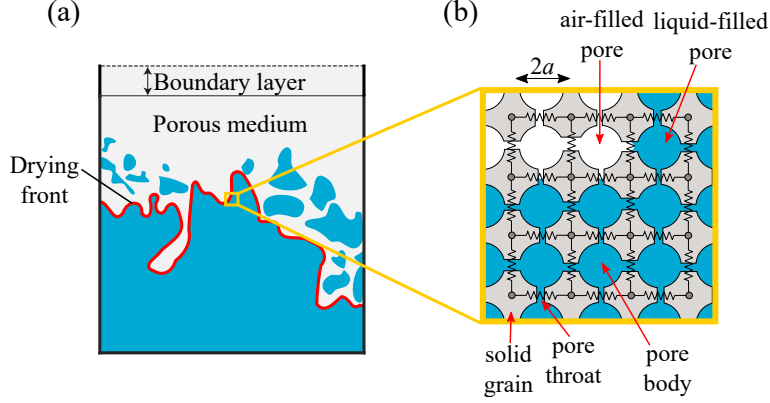 (a)
Boundary layer
Porous medium
Drying
front
(b)
air-filled
pore
liquid-filled
pore
2a
solid
grain
pore
throat
pore
body